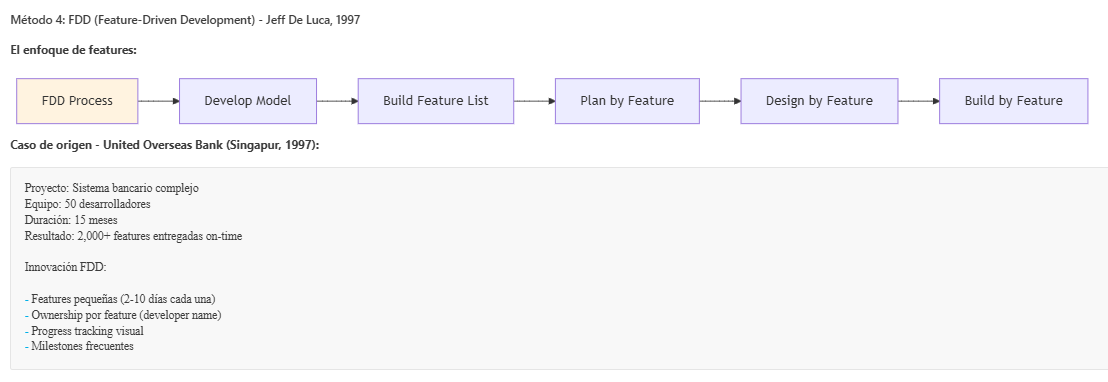 Método 4: FDD (Feature-Driven Development) - Jeff De Luca, 1997
El enfoque de features:
FDD Process
Develop Model
Build Feature List
Plan by Feature
Design by Feature
Build by Feature
Caso de origen - United Overseas Bank (Singapur, 1997):
Proyecto: Sistema bancario complejo
Equipo: 50 desarrolladores
Duración: 15 meses
Resultado: 2,000+ features entregadas on-time
Innovación FDD:
- Features pequeñas (2-10 días cada una)
- Ownership por feature (developer name)
- Progress tracking visual
- Milestones frecuentes